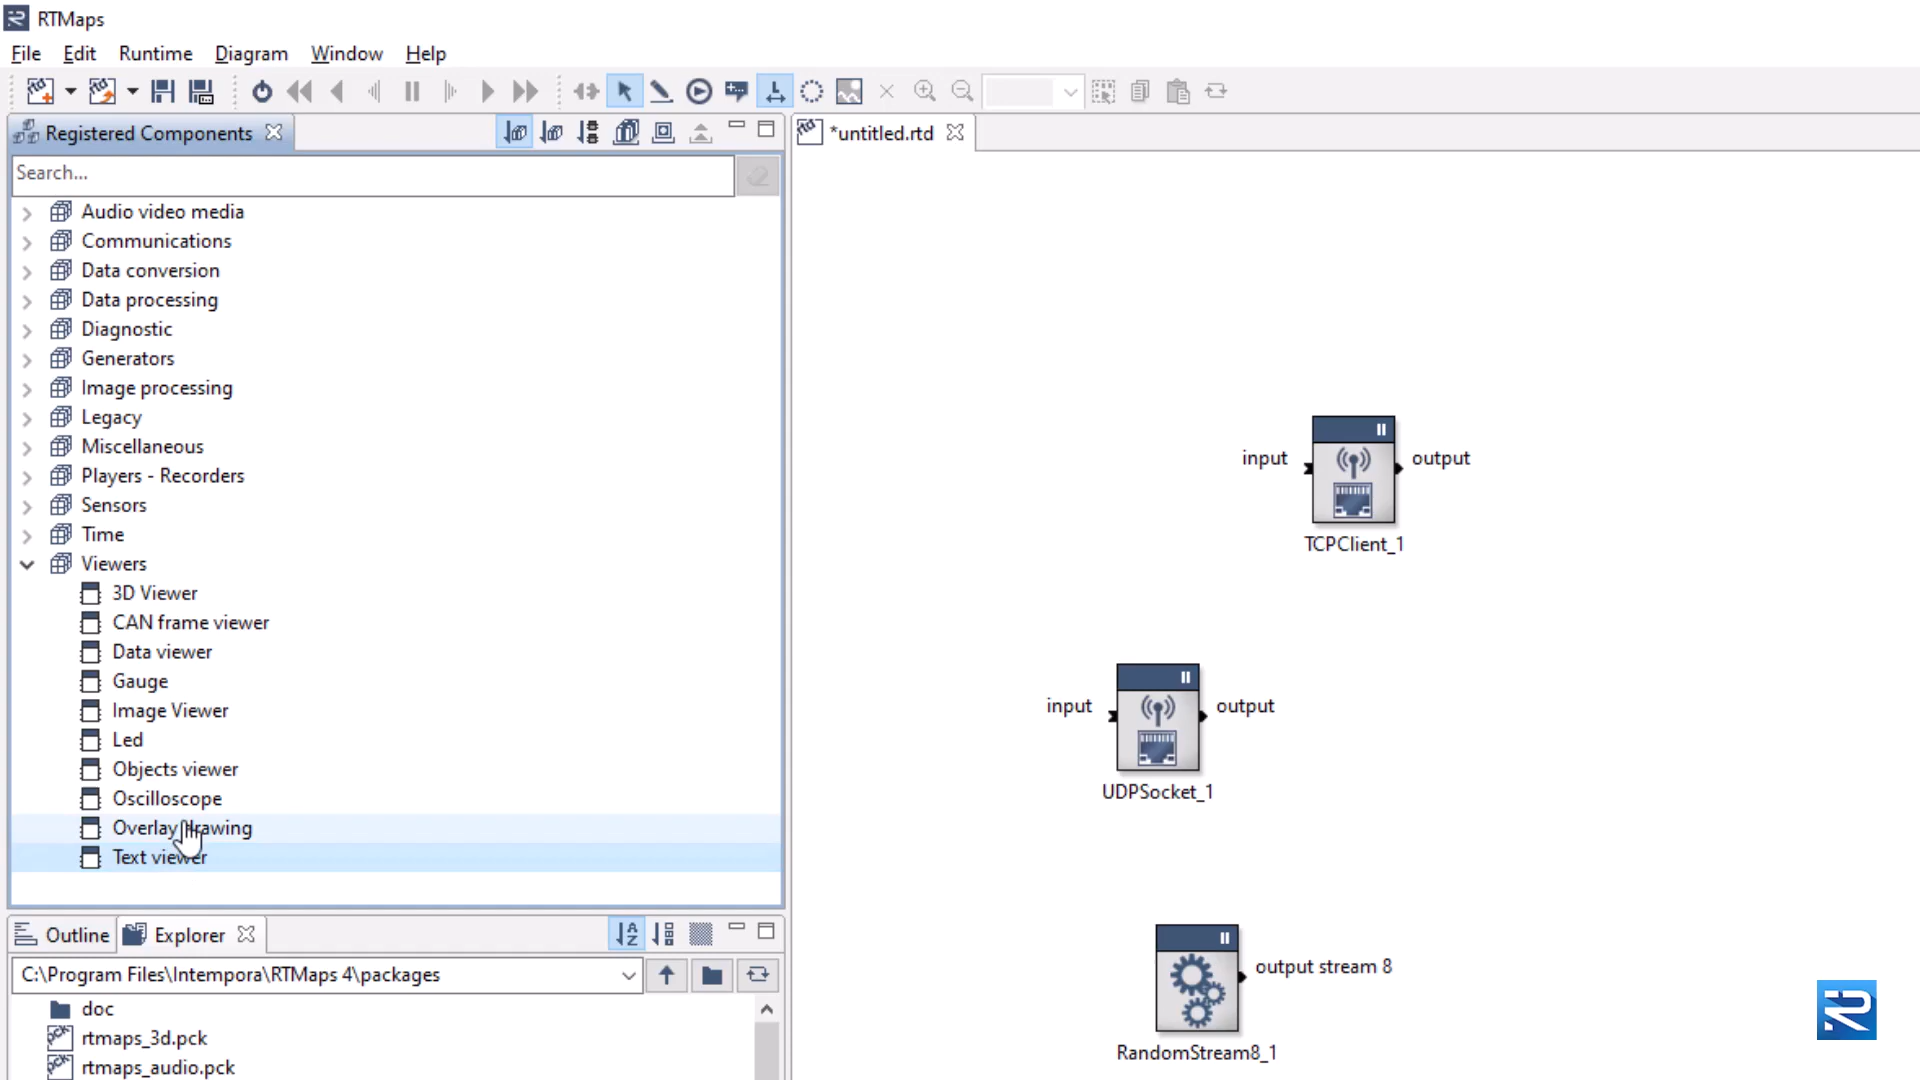 RTMaps
File Edit Runtime Diagram Window Help
Registered Components
*untitled.rtd
Search...
Audio video media
Communications
Data conversion
Data processing
Diagnostic
Generators
Image processing
Legacy
Miscellaneous
Players - Recorders
Sensors
Time
Viewers
3D Viewer
CAN frame viewer
Data viewer
Gauge
Image Viewer
Led
Objects viewer
Oscilloscope
Overlay drawing
Text viewer
Outline Explorer
C:\Program Files\Intempora\RTMaps 4\packages
doc
rtmaps_3d.pck
rtmaps_audio.pck
input output
TCPClient_1
input output
UDPSocket_1
output stream 8
RandomStream8_1